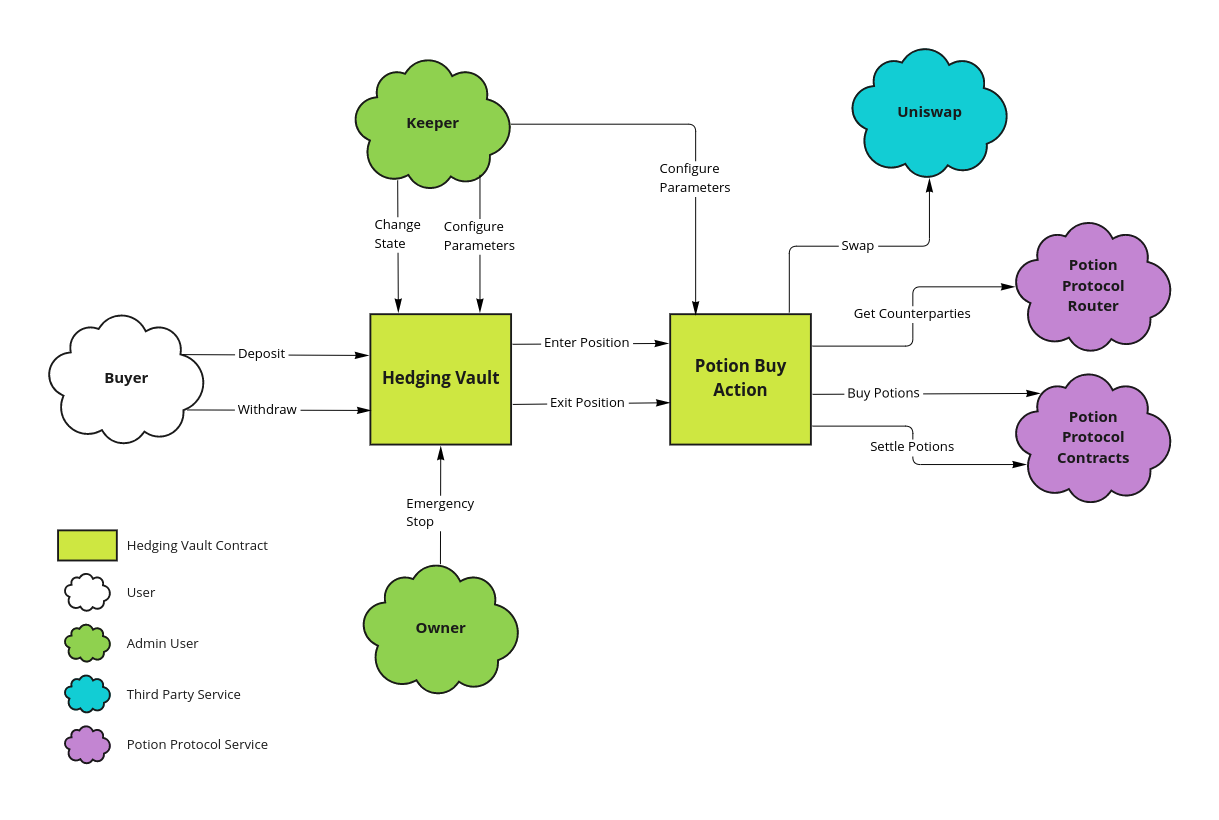 Keeper
Uniswap
Configure
Parameters
Change
State
Configure
Parameters
Swap
Potion
Protocol
Router
Get Counterparties
Buyer
Deposit
Withdraw
Hedging Vault
Enter Position
Exit Position
Potion Buy
Action
Buy Potions
Settle Potions
Potion
Protocol
Contracts
Emergency
Stop
Owner
Hedging Vault Contract
User
Admin User
Third Party Service
Potion Protocol Service